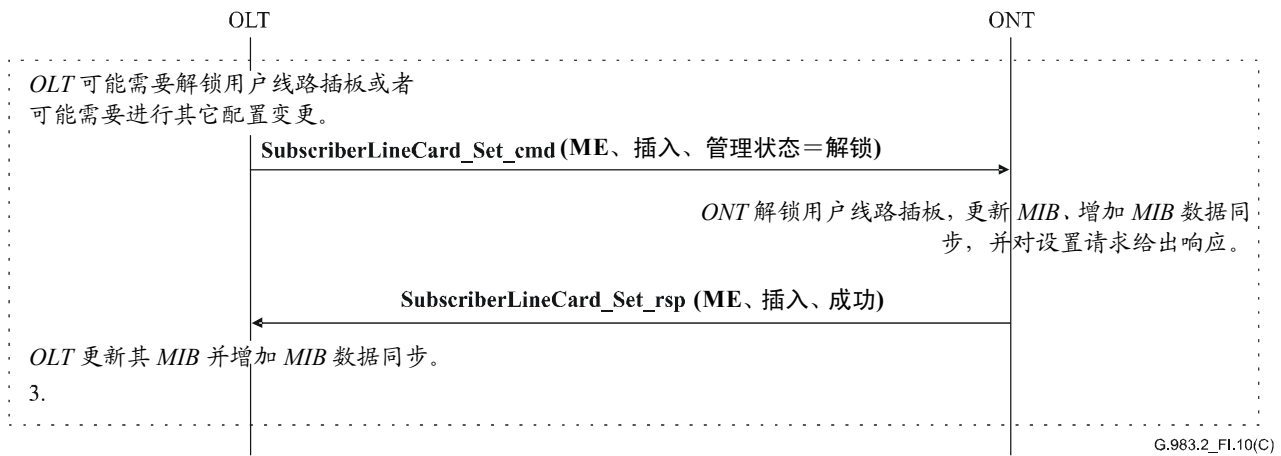 OLT
ONT
OLT 可能需要解锁用户线路插板或者
可能需要进行其它配置变更。
SubscriberLineCard_Set_cmd (ME、插入、管理状态＝解锁)
ONT 解锁用户线路插板，更新 MIB、增加 MIB 数据同
步，并对设置请求给出响应。
SubscriberLineCard_Set_rsp (ME、插入、成功)
OLT 更新其 MIB 并增加 MIB 数据同步。
3.
G.983.2_FI.10(C)